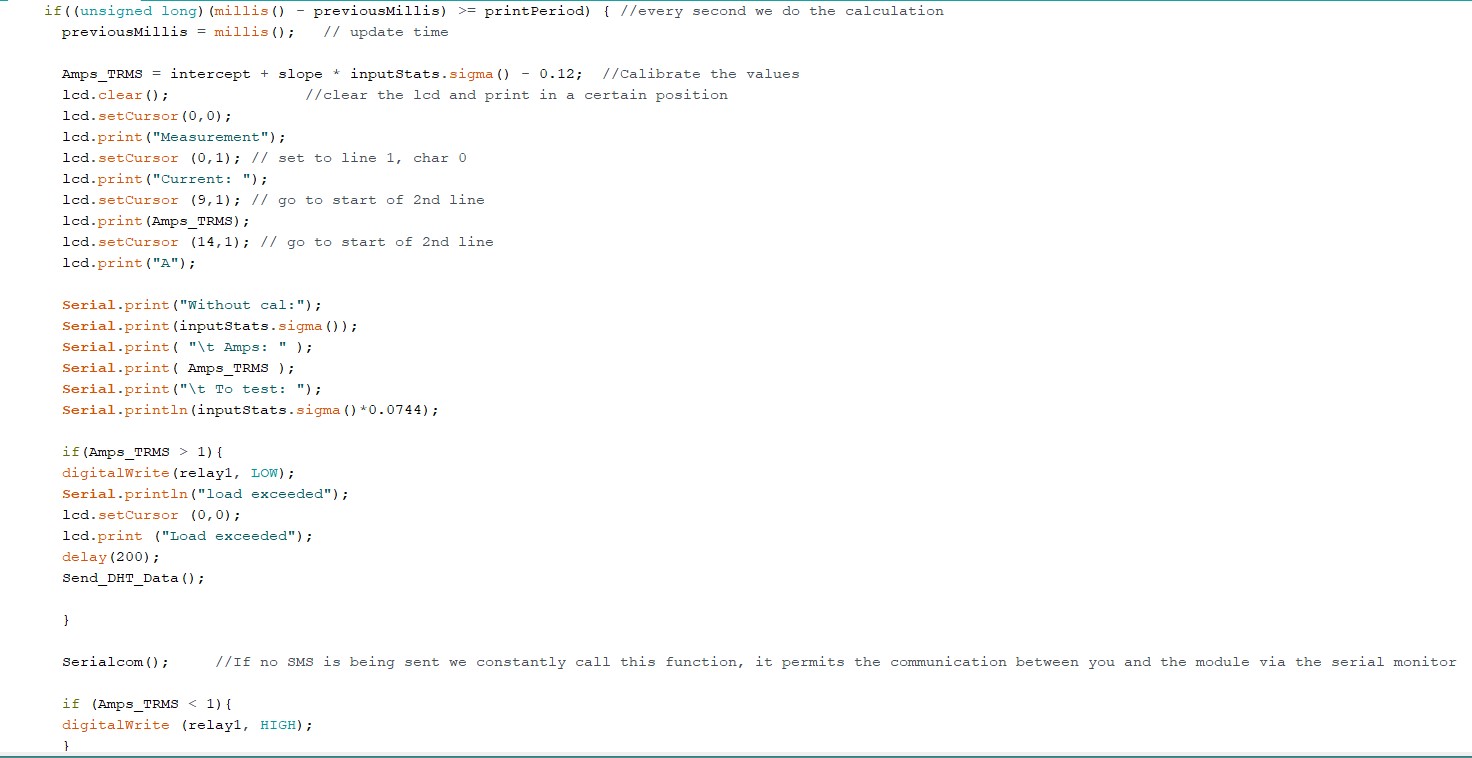 if((unsigned long)(millis() - previousMillis) >= printPeriod) { //every second we do the calculation
previousMillis = millis();   // update time
Amps_TRMS = intercept + slope * inputStats.sigma() - 0.12;  //Calibrate the values
lcd.clear();               //clear the lcd and print in a certain position
lcd.setCursor(0,0);
lcd.print("Measurement");
lcd.setCursor (0,1); // set to line 1, char 0
lcd.print("Current: ");
lcd.setCursor (9,1); // go to start of 2nd line
lcd.print(Amps_TRMS);
lcd.setCursor (14,1); // go to start of 2nd line
lcd.print("A");
Serial.print("Without cal:");
Serial.print(inputStats.sigma());
Serial.print( "\t Amps: " );
Serial.print( Amps_TRMS );
Serial.print("\t To test: ");
Serial.println(inputStats.sigma()*0.0744);
if(Amps_TRMS > 1){
digitalWrite(relay1, LOW);
Serial.println("load exceeded");
lcd.setCursor (0,0);
lcd.print ("Load exceeded");
delay(200);
Send_DHT_Data();
}
Serialcom();     //If no SMS is being sent we constantly call this function, it permits the communication between you and the module via the serial monitor
if (Amps_TRMS < 1){
digitalWrite (relay1, HIGH);
}